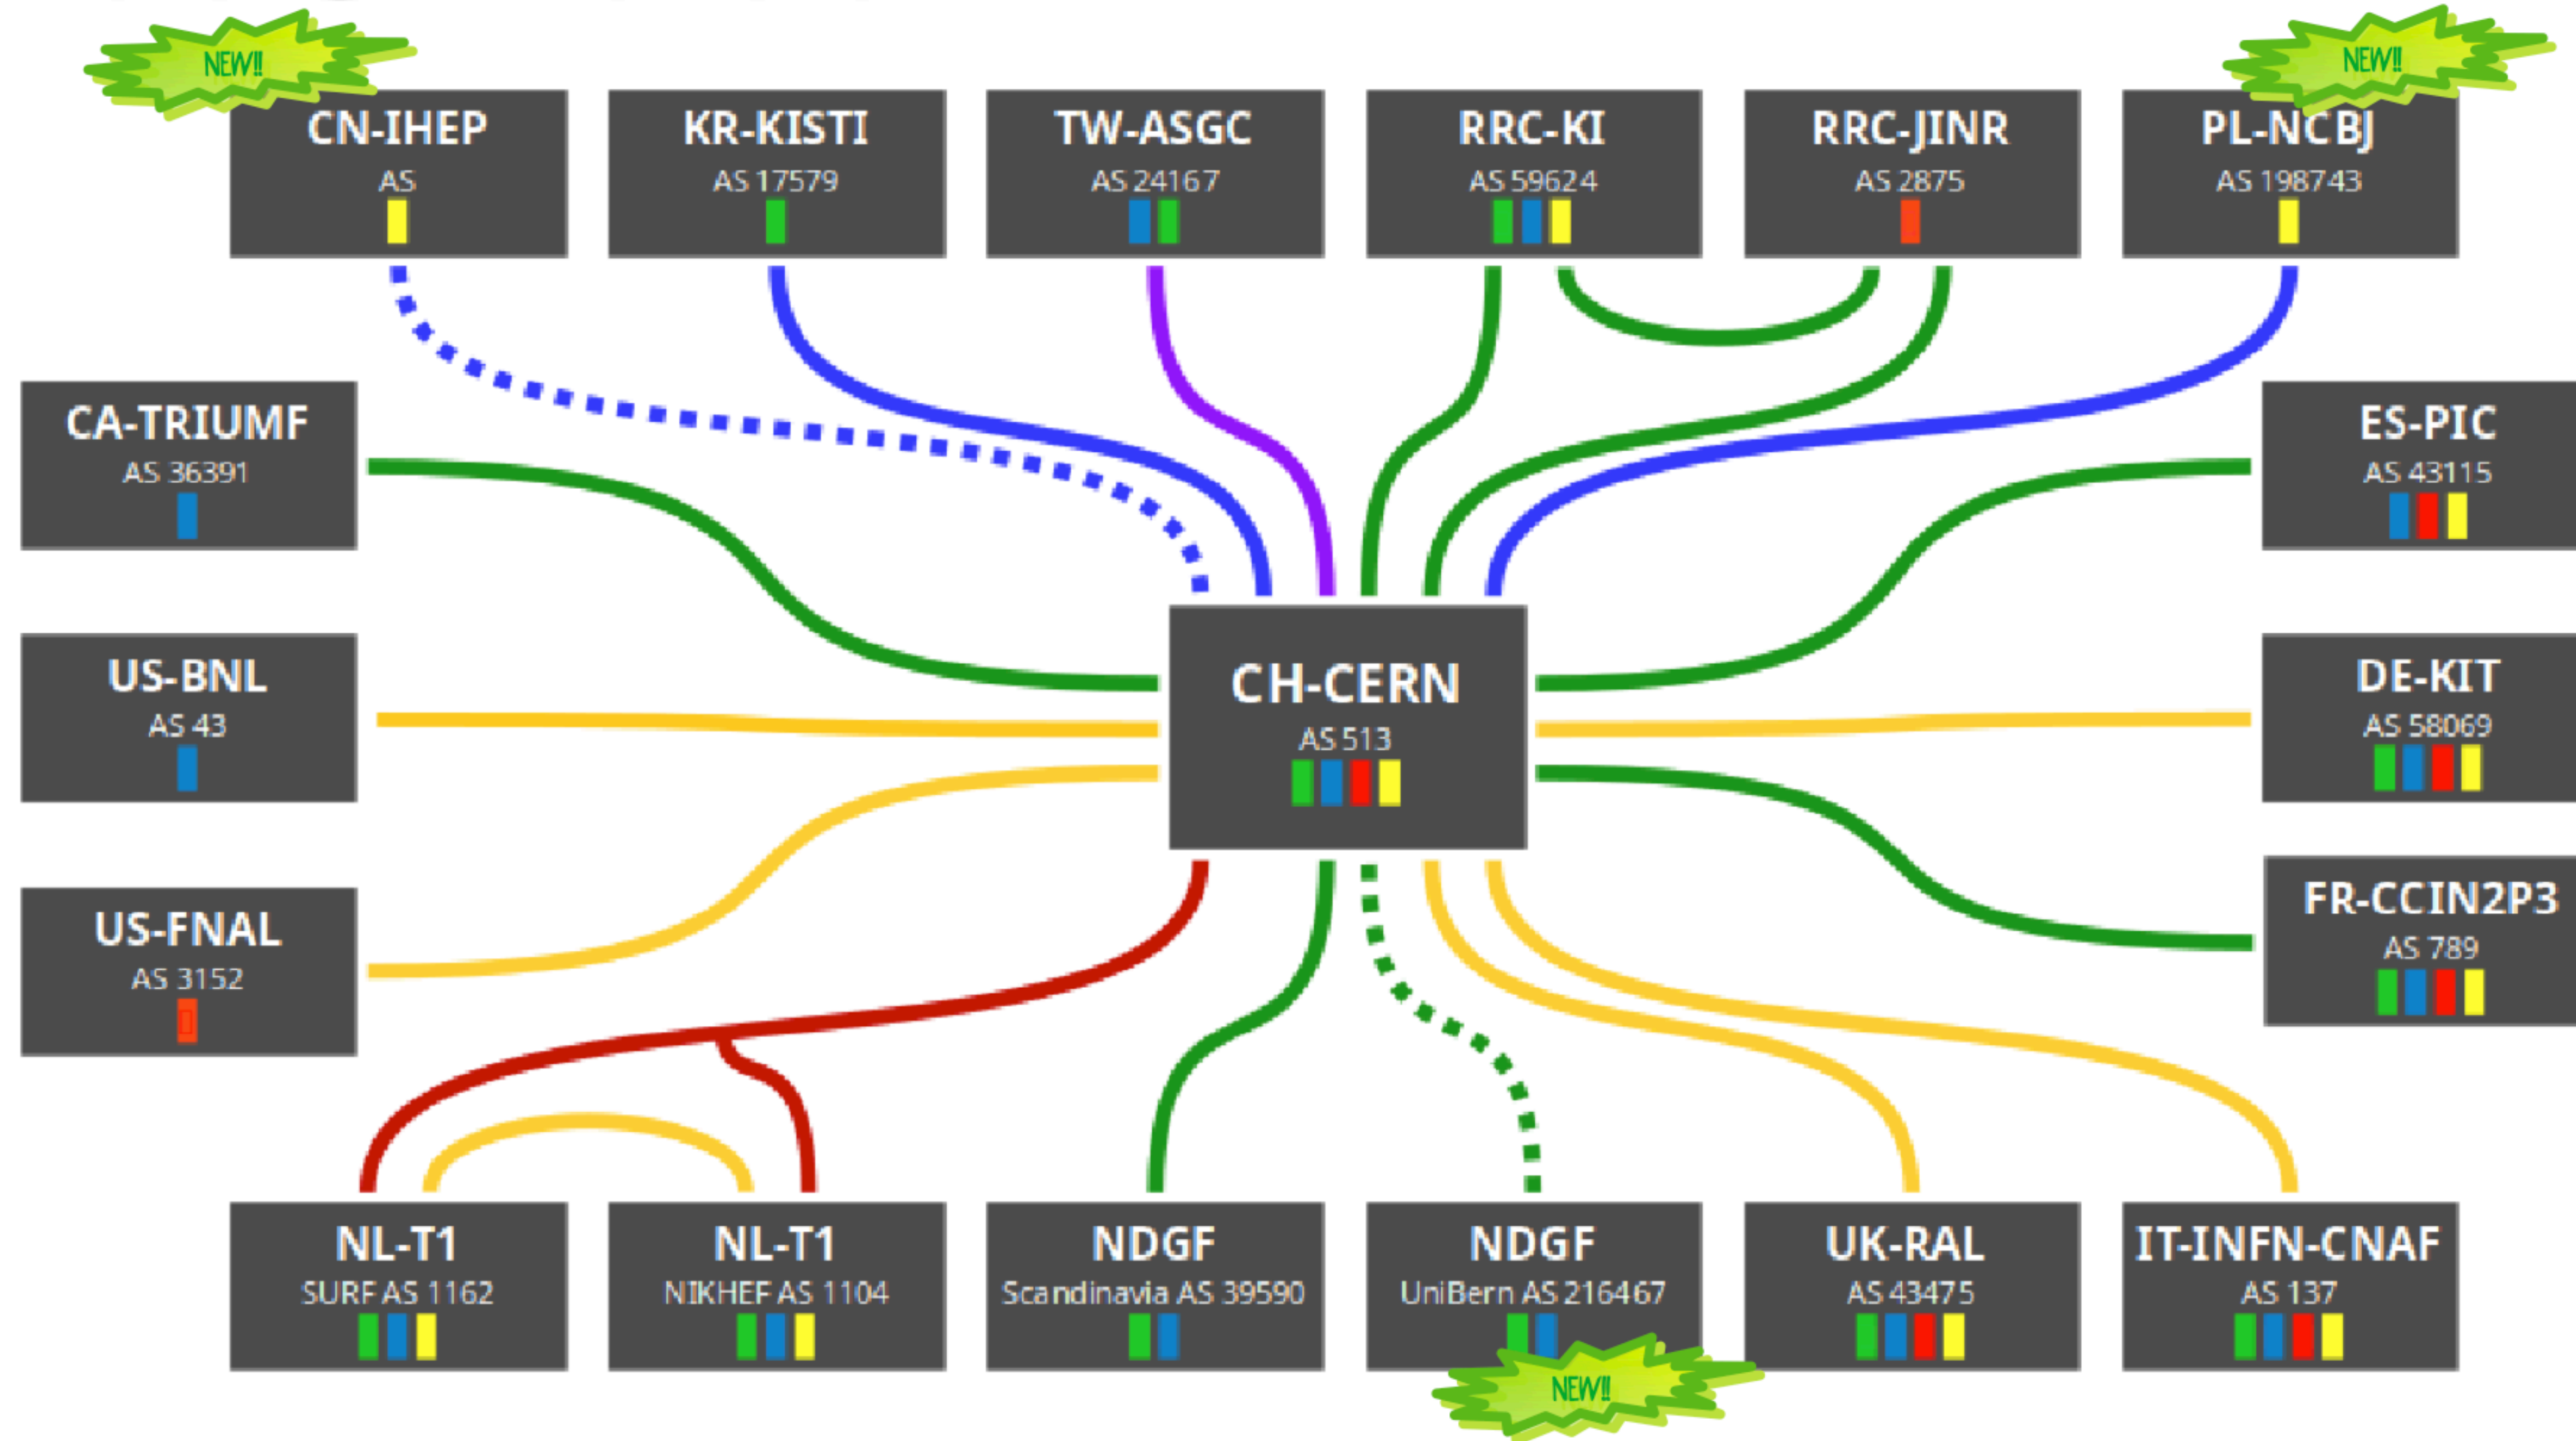 NEW!!
NEW!!
CN-IHEP
AS
KR-KISTI
AS 17579
TW-ASGC
AS 24167
RRC-KI
AS 59624
RRC-JINR
AS 2875
PL-NCBJ
AS 198743
CA-TRIUMF
AS 36391
ES-PIC
AS 43115
US-BNL
AS 43
CH-CERN
AS 513
DE-KIT
AS 58069
US-FNAL
AS 3152
FR-CCIN2P3
AS 789
NL-T1
SURF AS 1162
NL-T1
NIKHEF AS 1104
NDGF
Scandinavia AS 39590
NDGF
UniBern AS 216467
UK-RAL
AS 43475
IT-INFN-CNAF
AS 137
NEW!!